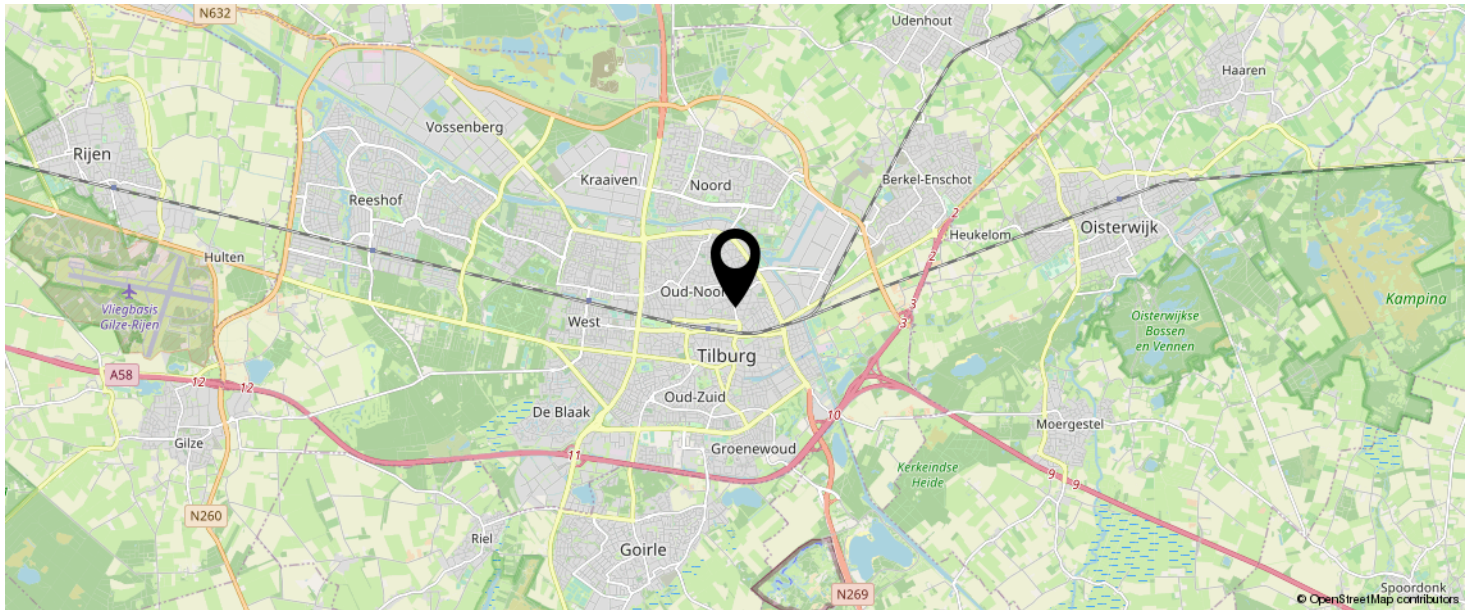 N632
Udenhout
Haaren
Vossenberg
Rijen
Kraaiven
Noord
Berkel-Enschot
Reeshof
2
Oisterwijk
Heukelom
Hulten
2
Oud-Noor
Kampina
Vliegbasis
Gilze-Rijen
3
Oisterwijkse
Bossen
en Vennen
West
3
Tilburg
A58
12
12
Oud-Zuid
De Blaak
10
Moergestel
Gilze
Groenewoud
11
Kerkeindse
Heide
9
9
N260
Riel
Goirle
Spoordonk
N269
© OpenStreetMap contributors